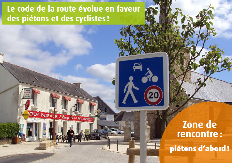 Le code de la route évolue en faveur
des piétons et des cyclistes !
20
Zone de
rencontre :
piétons d'abord !